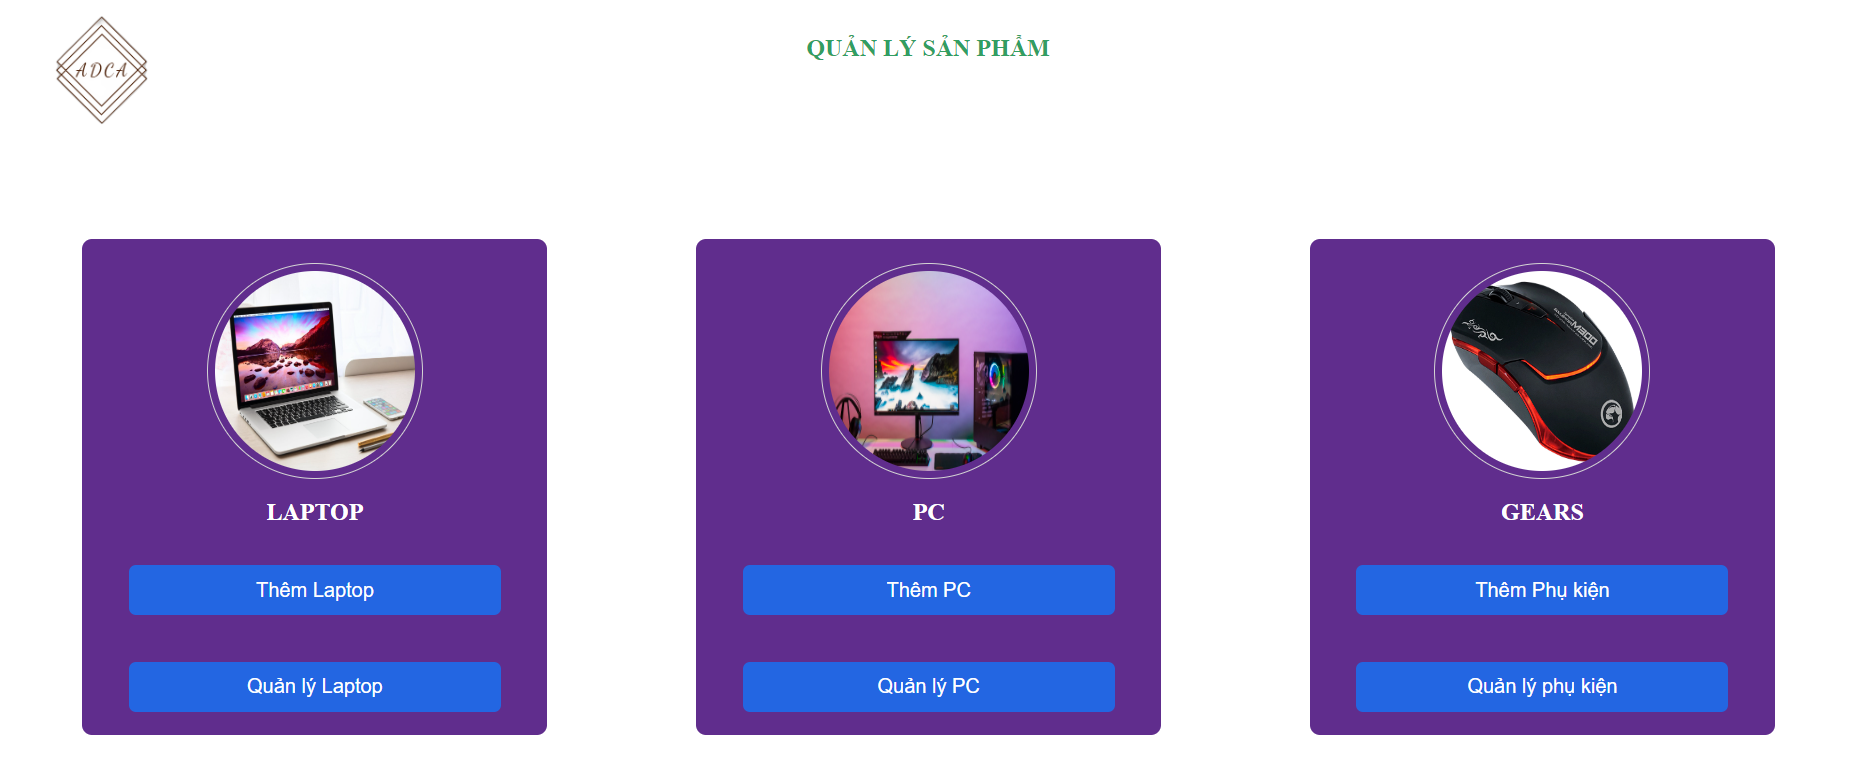 ADCA
QUẢN LÝ SẢN PHẨM
LAPTOP
Thêm Laptop
Quản lý Laptop
PC
Thêm PC
Quản lý PC
M300
GEARS
Thêm Phụ kiện
Quản lý phụ kiện